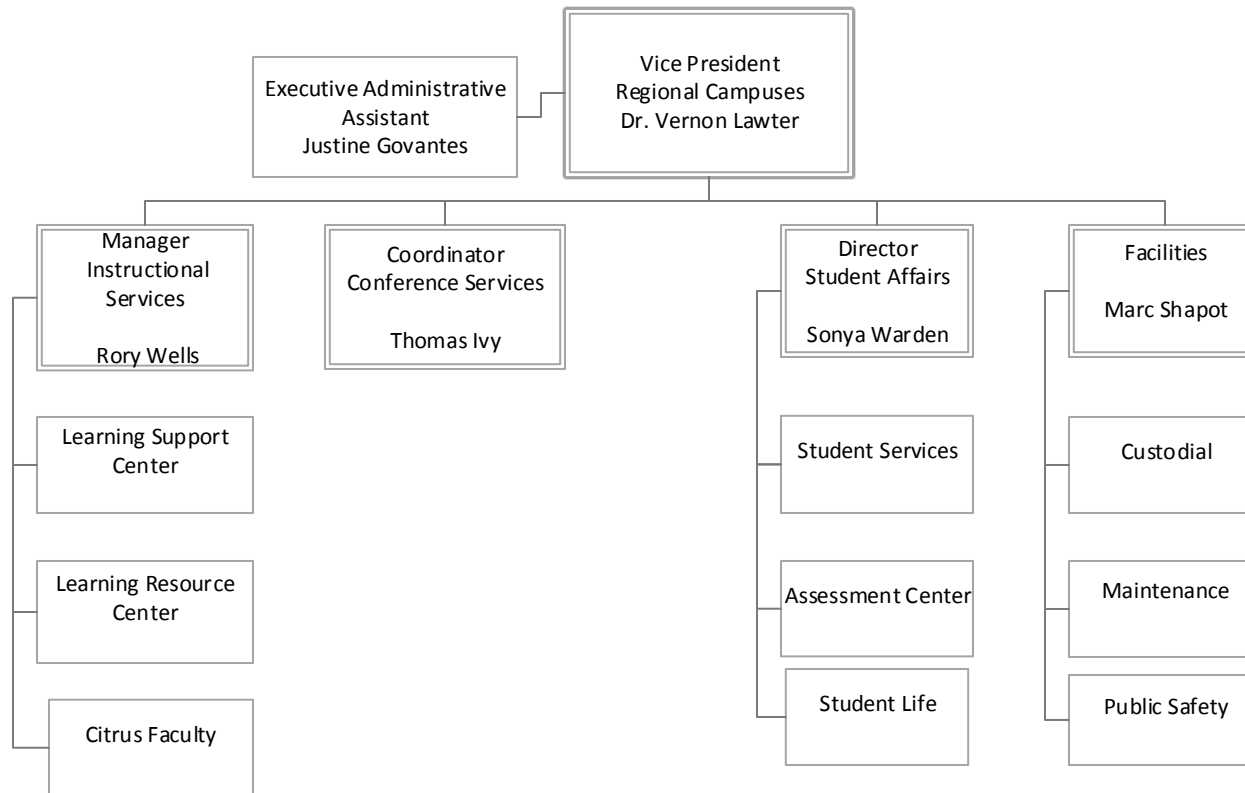 Vice President
Regional Campuses
Dr. Vernon Lawter
Executive Administrative
Assistant
Justine Govantes
Manager
Instructional
Services
Rory Wells
Coordinator
Conference Services
Thomas Ivy
Director
Student Affairs
Sonya Warden
Facilities
Marc Shapot
Learning Support
Center
Student Services
Custodial
Learning Resource
Center
Assessment Center
Maintenance
Citrus Faculty
Student Life
Public Safety